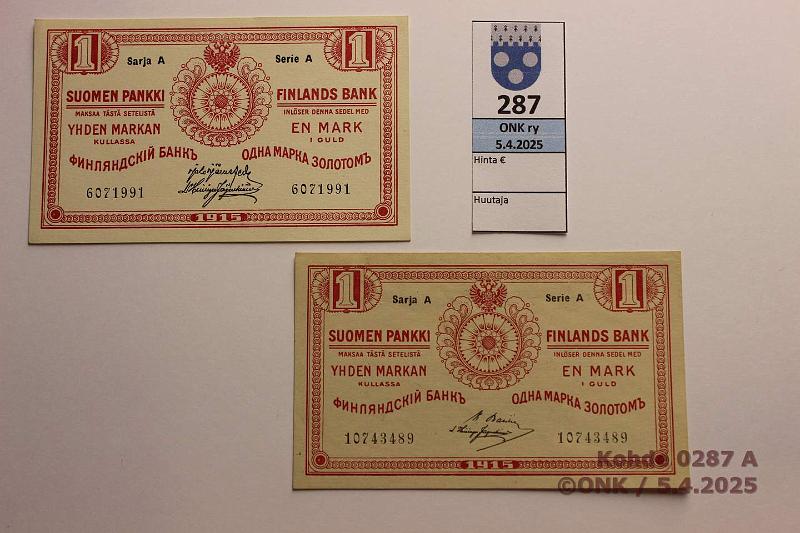 1 1
Sarja A Serie A
SUOMEN PANKKI FINLANDS BANK
MAKSAA TÄSTÄ SETELISTÄ INLÖSER DENNA SEDEL MED
YHDEN MARKAN EN MARK
KULLASSA I GULD
ФИНЛЯНДСКІЙ БАНКЪ ОДНА МАРКА ЗОЛОТОМЪ
6071991 6071991
1915
287
ONK ry
5.4.2025
Hinta €
Huutaja
1 1
Sarja A Serie A
SUOMEN PANKKI FINLANDS BANK
MAKSAA TÄSTÄ SETELISTÄ INLÖSER DENNA SEDEL MED
YHDEN MARKAN EN MARK
KULLASSA I GULD
ФИНЛЯНДСКІЙ БАНКЪ ОДНА МАРКА ЗОЛОТОМЪ
10743489 10743489
1915
Kohde 0287 A
©ONK / 5.4.2025